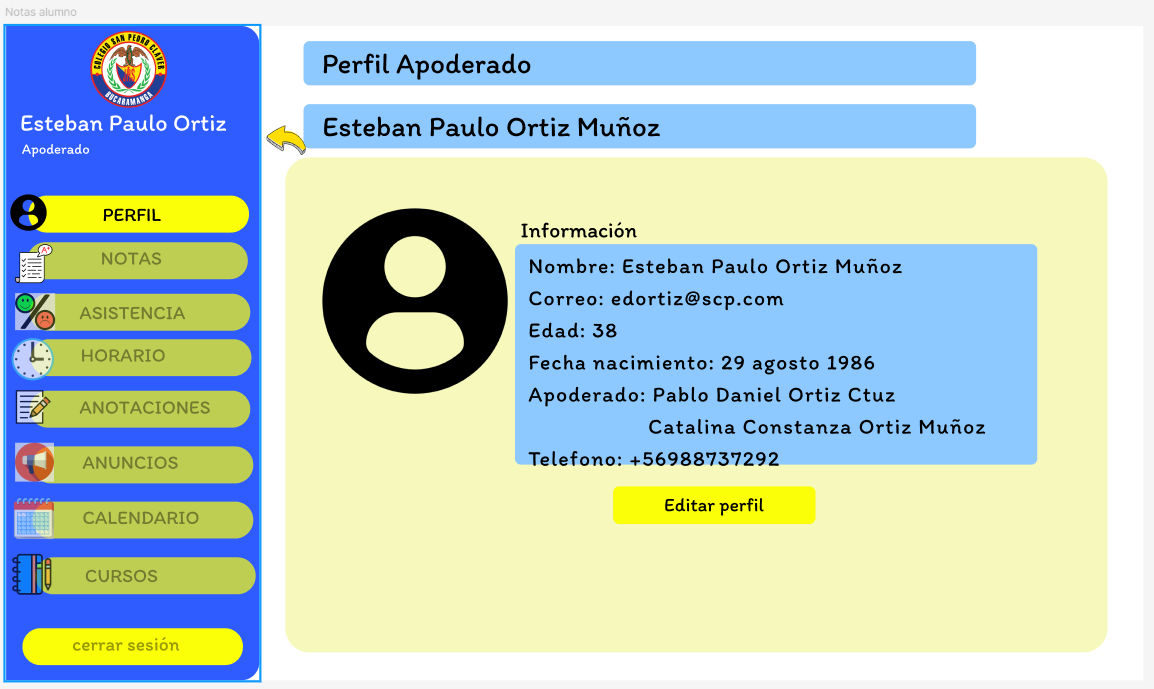 Notas alumno
COLEGIO SAN PEDRO CLAVER
BUCARAMANGA
Esteban Paulo Ortiz
Apoderado
PERFIL
A+
NOTAS
ASISTENCIA
HORARIO
ANOTACIONES
ANUNCIOS
CALENDARIO
CURSOS
cerrar sesión
Perfil Apoderado
Esteban Paulo Ortiz Muñoz
Información
Nombre: Esteban Paulo Ortiz Muñoz
Correo: edortiz@scp.com
Edad: 38
Fecha nacimiento: 29 agosto 1986
Apoderado: Pablo Daniel Ortiz Ctuz
Catalina Constanza Ortiz Muñoz
Telefono: +56988737292
Editar perfil